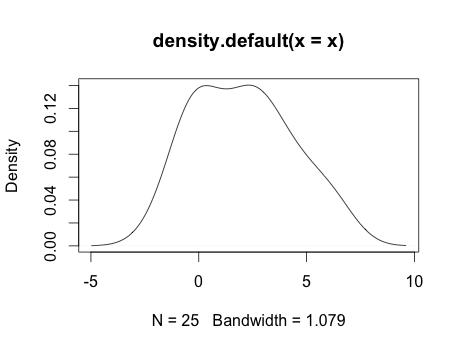 density.default(x = x)
Density
0.12
0.08
0.04
0.00
-5 0 5 10
N = 25 Bandwidth = 1.079